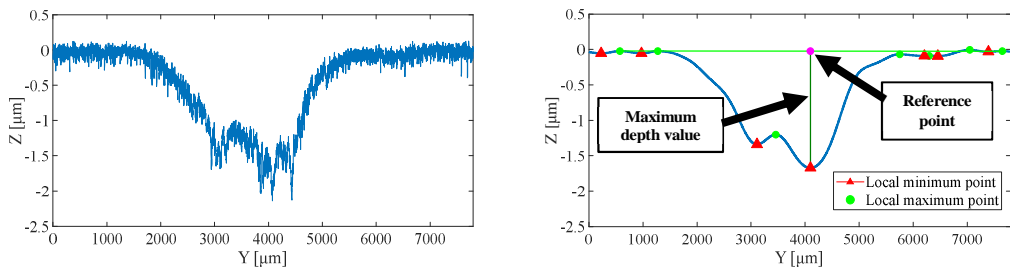 0.5
0
-0.5
-1
-1.5
-2
-2.5
Z [μm]
0 1000 2000 3000 4000 5000 6000 7000
Y [μm]
0.5
0
-0.5
-1
-1.5
-2
-2.5
Z [μm]
Maximum
depth value
Reference
point
Local minimum point
Local maximum point
0 1000 2000 3000 4000 5000 6000 7000
Y [μm]